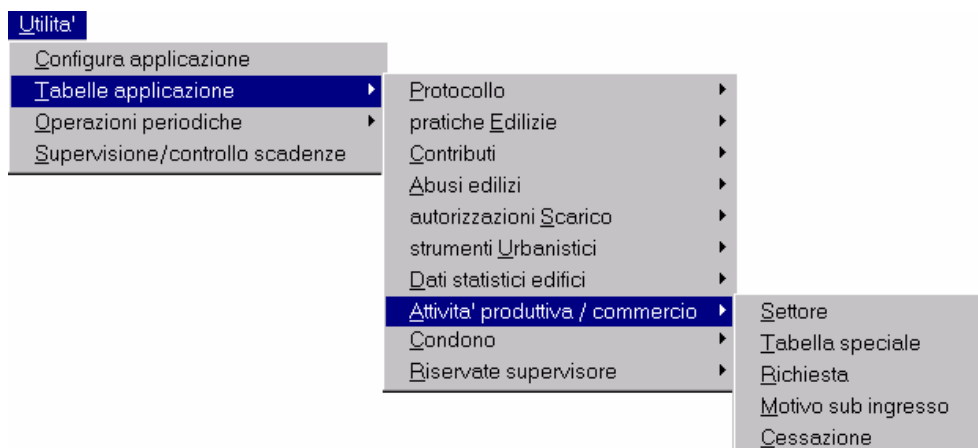 Utilita'
Configura applicazione
Tabelle applicazione
Operazioni periodiche
Supervisione/controllo scadenze
Protocollo
pratiche Edilizie
Contributi
Abusi edilizi
autorizzazioni Scarico
strumenti Urbanistici
Dati statistici edifici
Attivita' produttiva / commercio
Condono
Riservate supervisore
Settore
Tabella speciale
Richiesta
Motivo sub ingresso
Cessazione